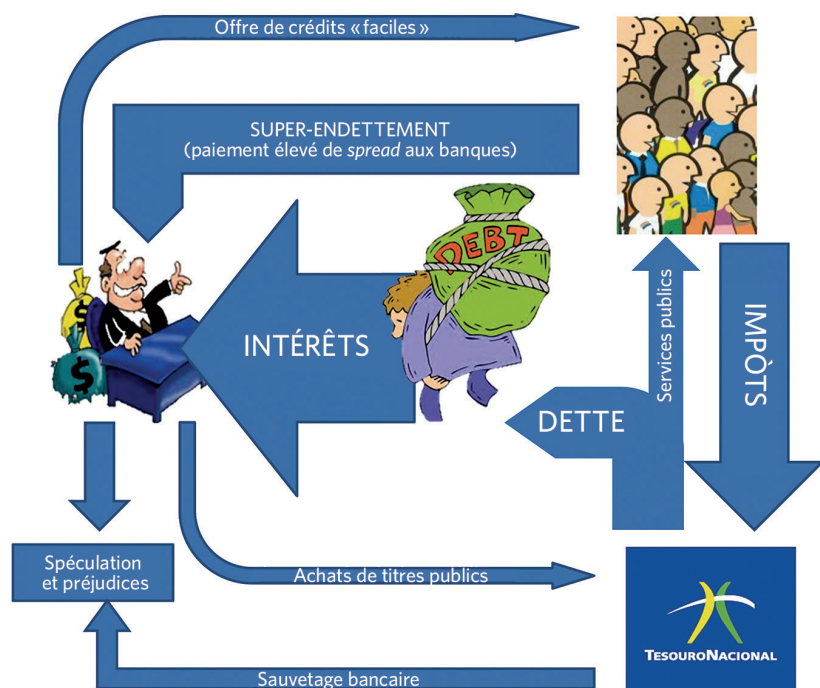 Offre de crédits « faciles »
SUPER-ENDETTEMENT
(paiement élevé de spread aux banques)
DEBT
$
$
INTÉRÊTS
Services publics
IMPÒTS
DETTE
Spéculation
et préjudices
Achats de titres publics
TESOURONACIONAL
Sauvetage bancaire